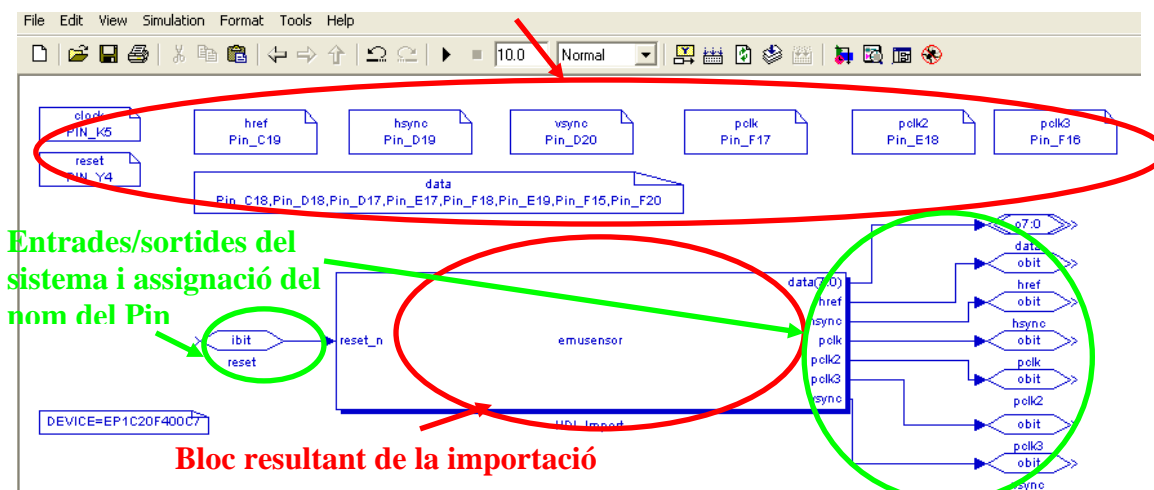 File Edit View Simulation Format Tools Help
10.0 Normal
clock
PIN_K5
href
Pin_C19
hsync
Pin_D19
vsync
Pin_D20
pclk
Pin_F17
pclk2
Pin_E18
pclk3
Pin_F16
reset
PIN_Y4
data
Pin_C18,Pin_D18,Pin_D17,Pin_E17,Pin_F18,Pin_E19,Pin_F15,Pin_F20
Entrades/sortides del
sistema i assignació del
nom del Pin
ibit
reset
reset_n
emusensor
data(7:0)
href
hsync
pclk
pclk2
pclk3
vsync
HDL Import
o7:0
data
obit
href
obit
hsync
obit
pclk
obit
pclk2
obit
pclk3
obit
vsync
DEVICE=EP1C20F400C7
Bloc resultant de la importació